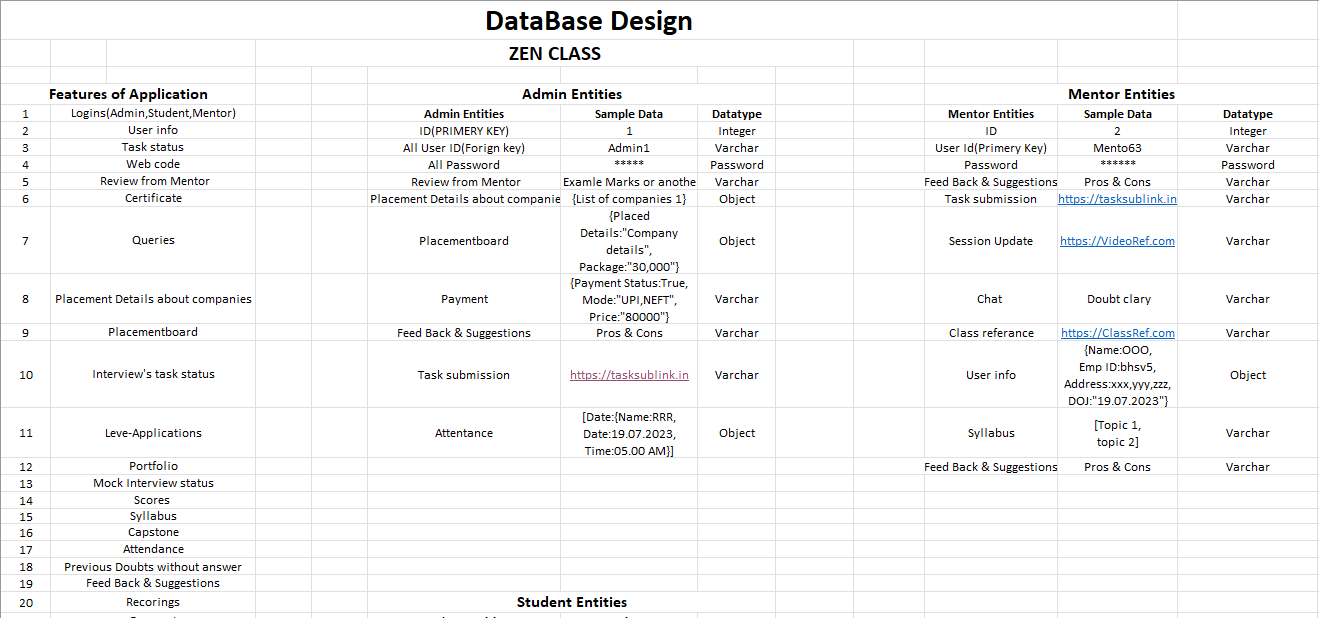 DataBase Design
ZEN CLASS
Features of Application Admin Entities Mentor Entities
1 Logins(Admin,Student,Mentor) Admin Entities Sample Data Datatype Mentor Entities Sample Data Datatype
2 User info ID(PRIMERY KEY) 1 Integer ID 2 Integer
3 Task status All User ID(Forign key) Admin1 Varchar User Id(Primery Key) Mento63 Varchar
4 Web code All Password ***** Password Password ****** Password
5 Review from Mentor Review from Mentor Examle Marks or anothe Varchar Feed Back & Suggestions Pros & Cons Varchar
6 Certificate Placement Details about companie {List of companies 1} Object Task submission https://tasksublink.in Varchar
7 Queries Placementboard {Placed
Details:"Company
details",
Package:"30,000"} Object Session Update https://VideoRef.com Varchar
8 Placement Details about companies Payment {Payment Status:True,
Mode:"UPI,NEFT",
Price:"80000"} Varchar Chat Doubt clary Varchar
9 Placementboard Feed Back & Suggestions Pros & Cons Varchar Class referance https://ClassRef.com Varchar
10 Interview's task status Task submission https://tasksublink.in Varchar User info {Name:OOO,
Emp ID:bhsv5,
Address:xxx,yyy,zzz,
DOJ:"19.07.2023"} Object
11 Leve-Applications Attentance [Date:{Name:RRR,
Date:19.07.2023,
Time:05.00 AM}] Object Syllabus [Topic 1,
topic 2] Varchar
12 Portfolio Feed Back & Suggestions Pros & Cons Varchar
13 Mock Interview status
14 Scores
15 Syllabus
16 Capstone
17 Attendance
18 Previous Doubts without answer
19 Feed Back & Suggestions
20 Recorings Student Entities